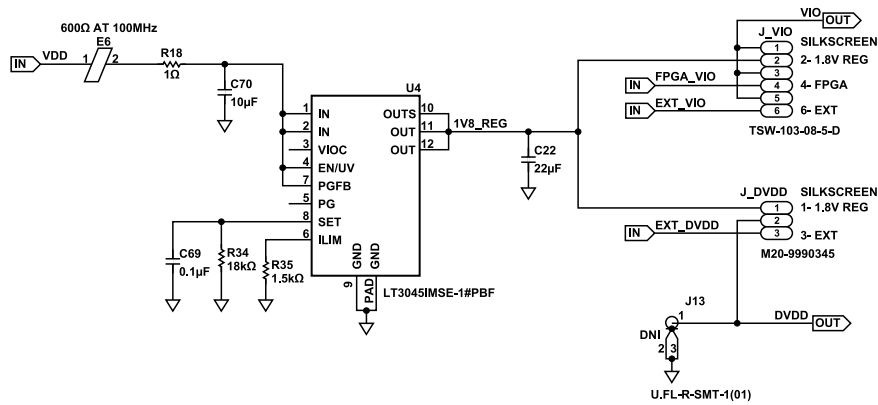 600Ω AT 100MHz
E6
IN
VDD
1
2
R18
1Ω
C70
10µF
U4
1
IN
2
IN
3
VIOC
4
EN/UV
7
PGFB
5
PG
8
SET
6
ILIM
OUTS
10
OUT
11
OUT
12
GND
GND
9
PAD
LT3045IMSE-1#PBF
C69
0.1µF
R34
18kΩ
R35
1.5kΩ
1V8_REG
C22
22µF
VIO
OUT
J_VIO
SILKSCREEN
1
2
2- 1.8V REG
3
IN
FPGA_VIO
4
4- FPGA
5
IN
EXT_VIO
6
6- EXT
TSW-103-08-5-D
J_DVDD
SILKSCREEN
1
1- 1.8V REG
2
IN
EXT_DVDD
3
3- EXT
M20-9990345
J13
1
DVDD
OUT
DNI
2
3
U.FL-R-SMT-1(01)